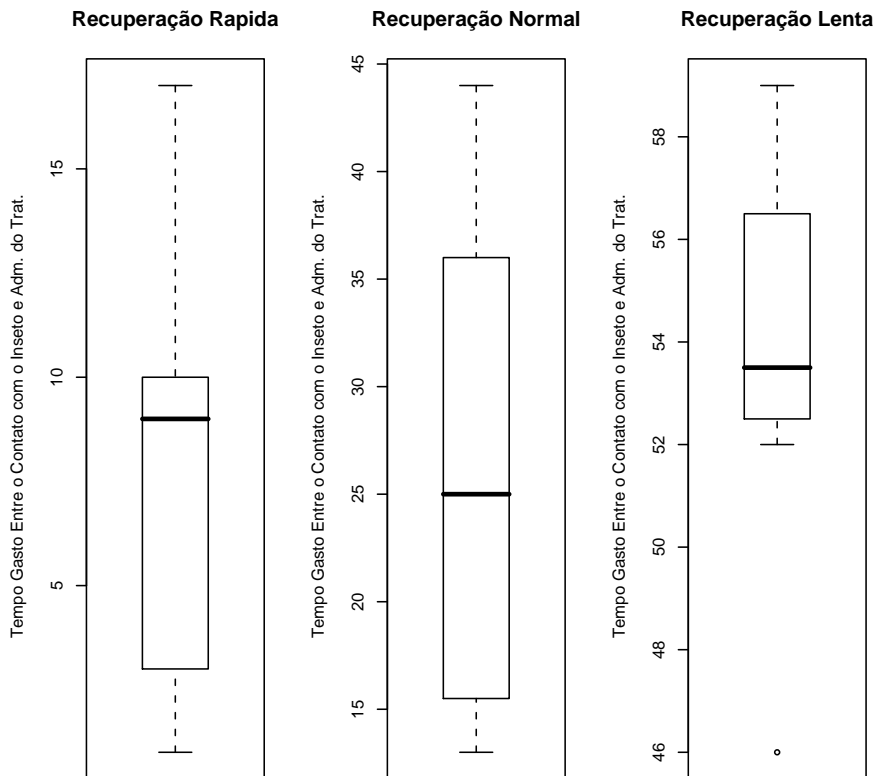 Recuperação Rapida
Tempo Gasto Entre o Contato com o Inseto e Adm. do Trat.
15
10
5
Recuperação Normal
Tempo Gasto Entre o Contato com o Inseto e Adm. do Trat.
45
40
35
30
25
20
15
Recuperação Lenta
Tempo Gasto Entre o Contato com o Inseto e Adm. do Trat.
58
56
54
52
50
48
46